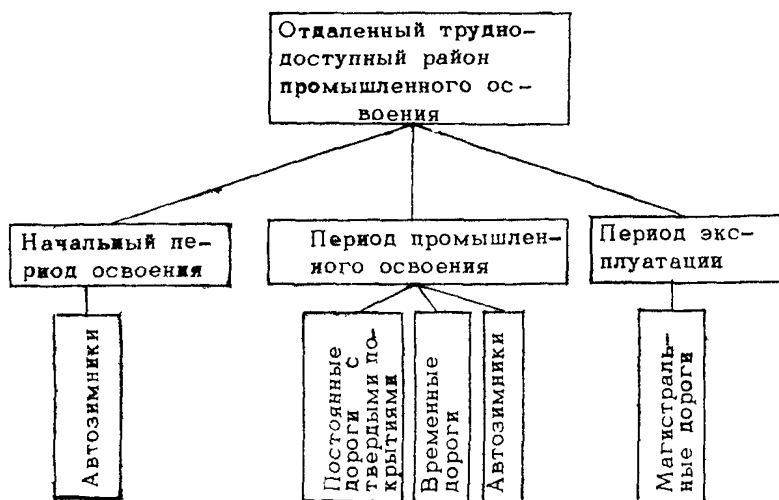 Отдаленный трудно-
доступный район
промышленного ос-
воения
Начальный пе-
риод освоения
Период промышлен-
ного освоения
Период экс-
плуатации
Автозимники
Постоянные
дороги с
твердыми по-
крытиями
Временные
дороги
Автозимники
Магистраль-
ные дороги